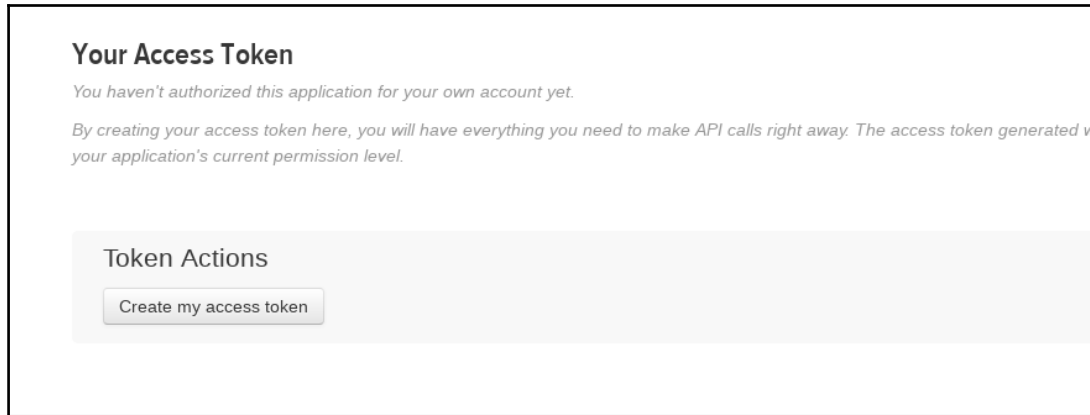 Your Access Token
You haven't authorized this application for your own account yet.
By creating your access token here, you will have everything you need to make API calls right away. The access token generated
your application's current permission level.
Token Actions
Create my access token